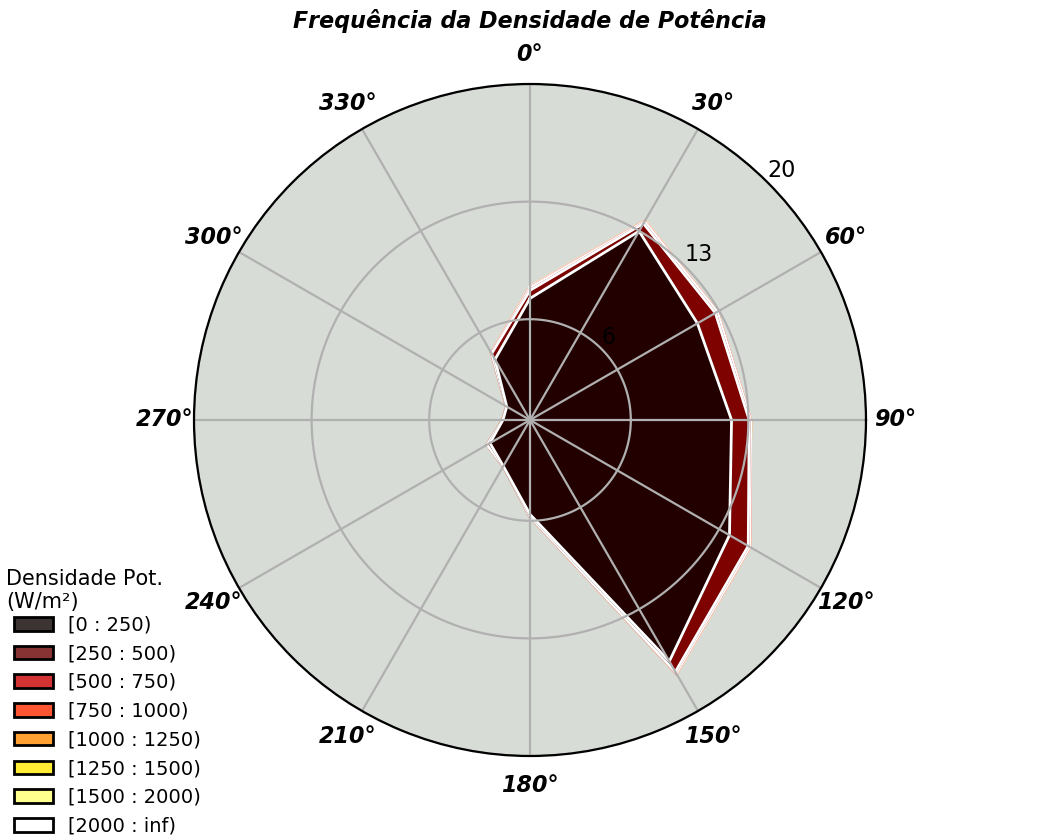 Frequência da Densidade de Potência
0°
330°
30°
20
300°
60°
13
6
270°
90°
Densidade Pot.
(W/m²)
240°
120°
[0 : 250)
[250 : 500)
[500 : 750)
[750 : 1000)
210°
150°
[1000 : 1250)
[1250 : 1500)
180°
[1500 : 2000)
[2000 : inf)